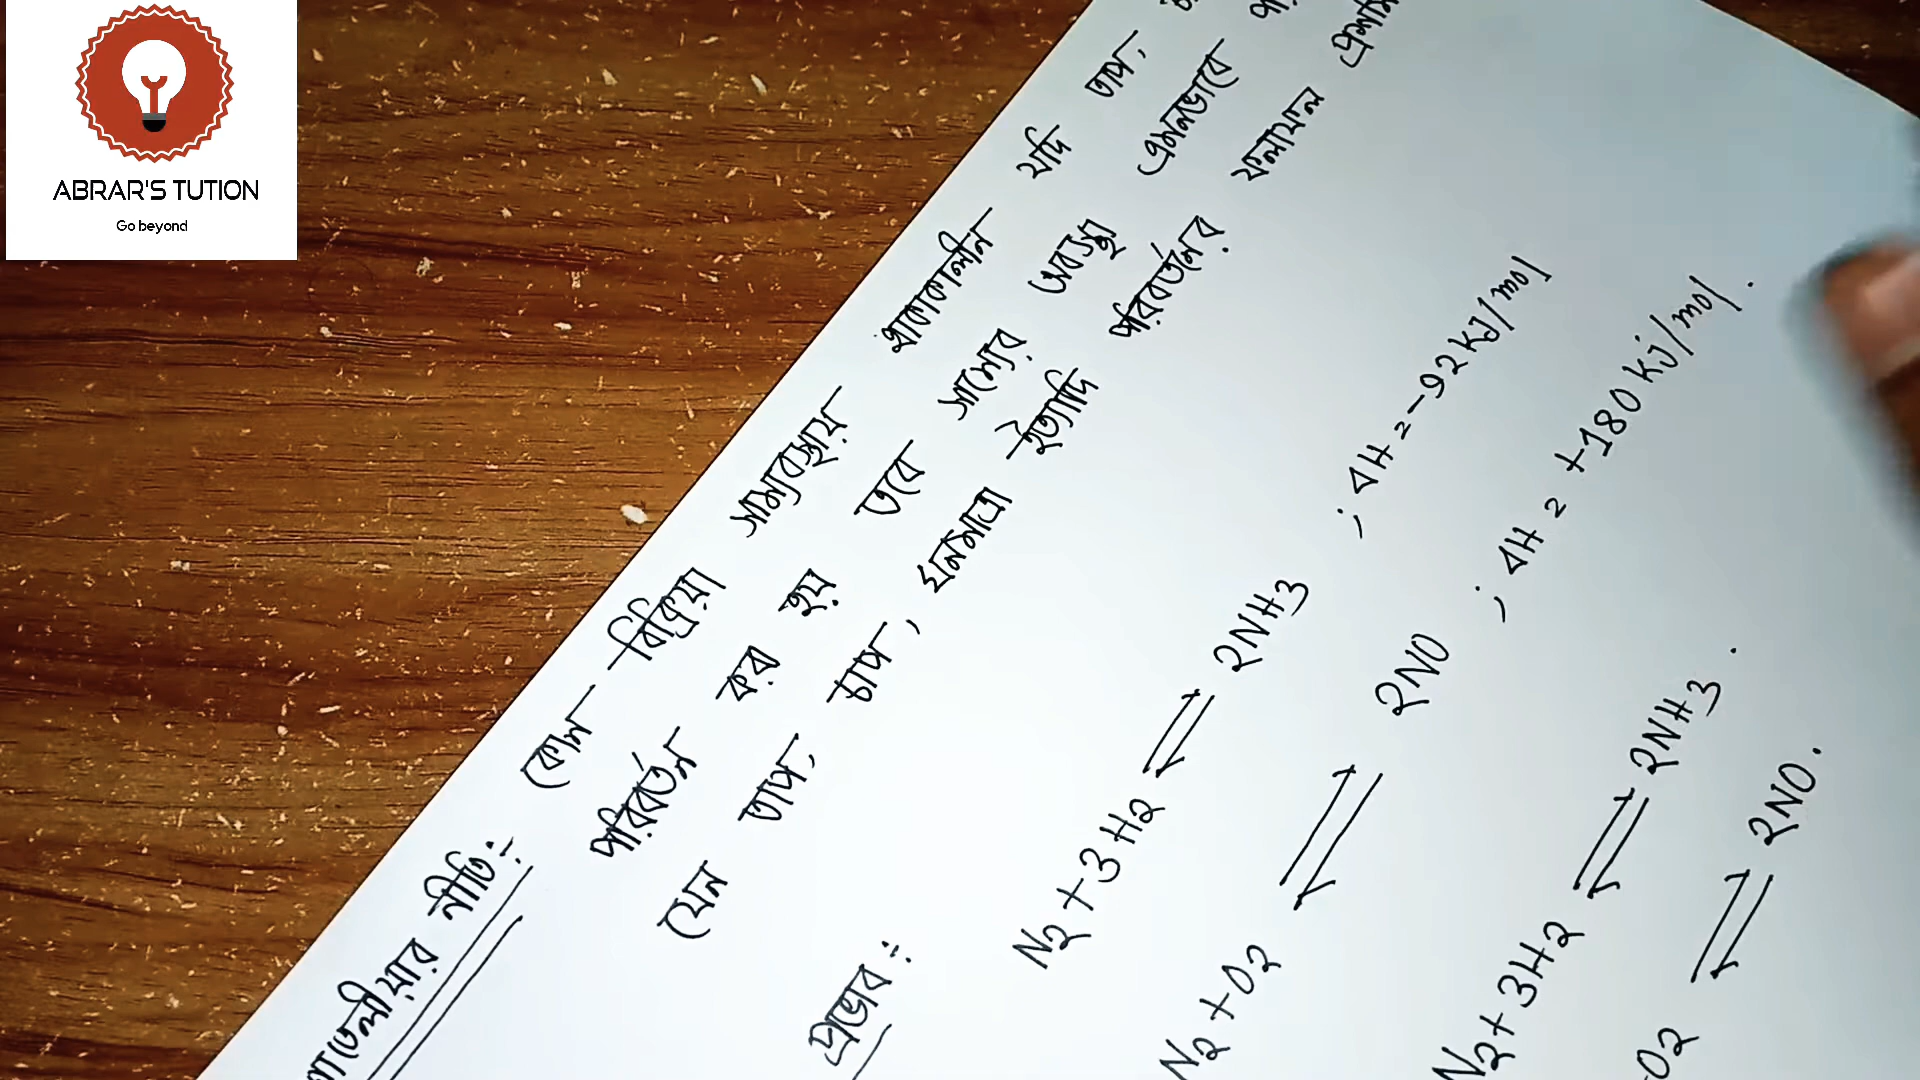 ABRAR'S TUTION
Go beyond
নীতি:- কোন বিক্রিয়া সাম্যাবস্থায় থাকাকালীন যদি তাপ,
পরিবর্তন করা হয় তবে সাম্যের অবস্থা এমনভাবে
যেন তাপ, চাপ, ঘনমাত্রা ইত্যাদি পরিবর্তনের ফলাফল
প্রভাব :
N2 + 3H2 ⇌ 2NH3 ; ΔH = -92 KJ/mol
N2 + O2 ⇌ 2NO ; ΔH = +180 KJ/mol.
N2 + 3H2 ⇌ 2NH3.
O2 ⇌ 2NO.